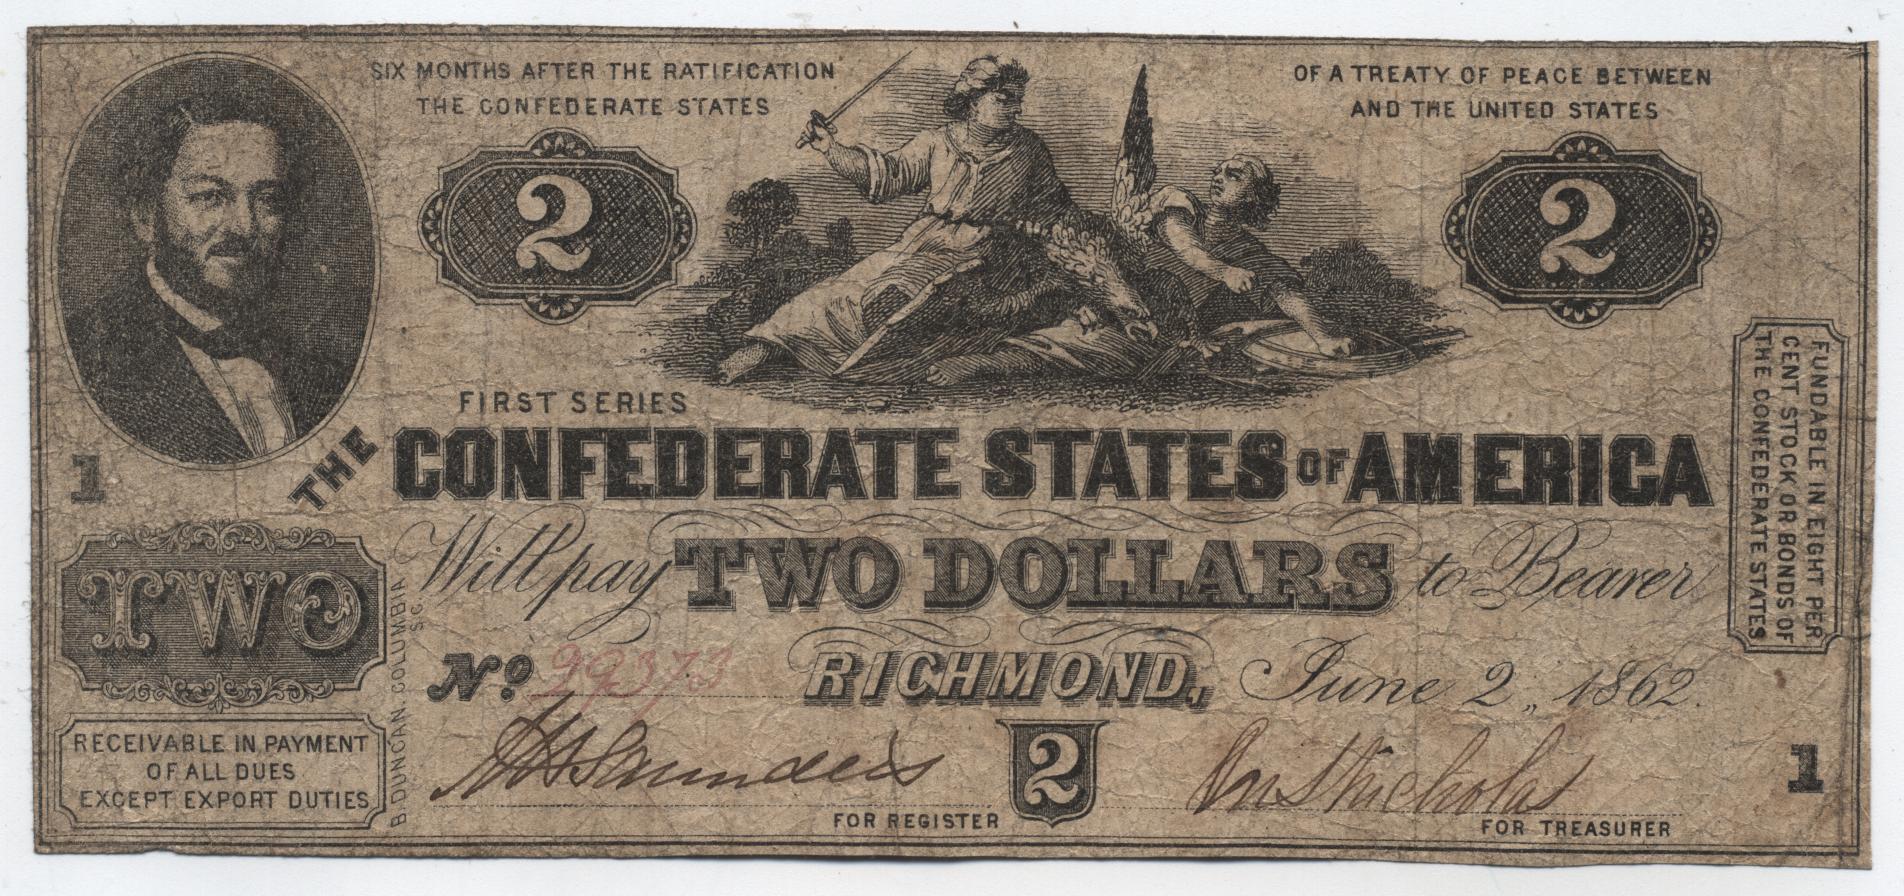 SIX MONTHS AFTER THE RATIFICATION OF A TREATY OF PEACE BETWEEN
THE CONFEDERATE STATES AND THE UNITED STATES
2 2
FIRST SERIES
1
THE CONFEDERATE STATES OF AMERICA
Will pay TWO DOLLARS to Bearer
TWO
No 29373 RICHMOND, June 2, 1862.
H Saunders
2
Nicholas
FOR REGISTER
FOR TREASURER
RECEIVABLE IN PAYMENT
OF ALL DUES
EXCEPT EXPORT DUTIES
B. DUNCAN COLUMBIA
S.C.
FUNDABLE IN EIGHT PER
CENT STOCK OR BONDS OF
THE CONFEDERATE STATES
1